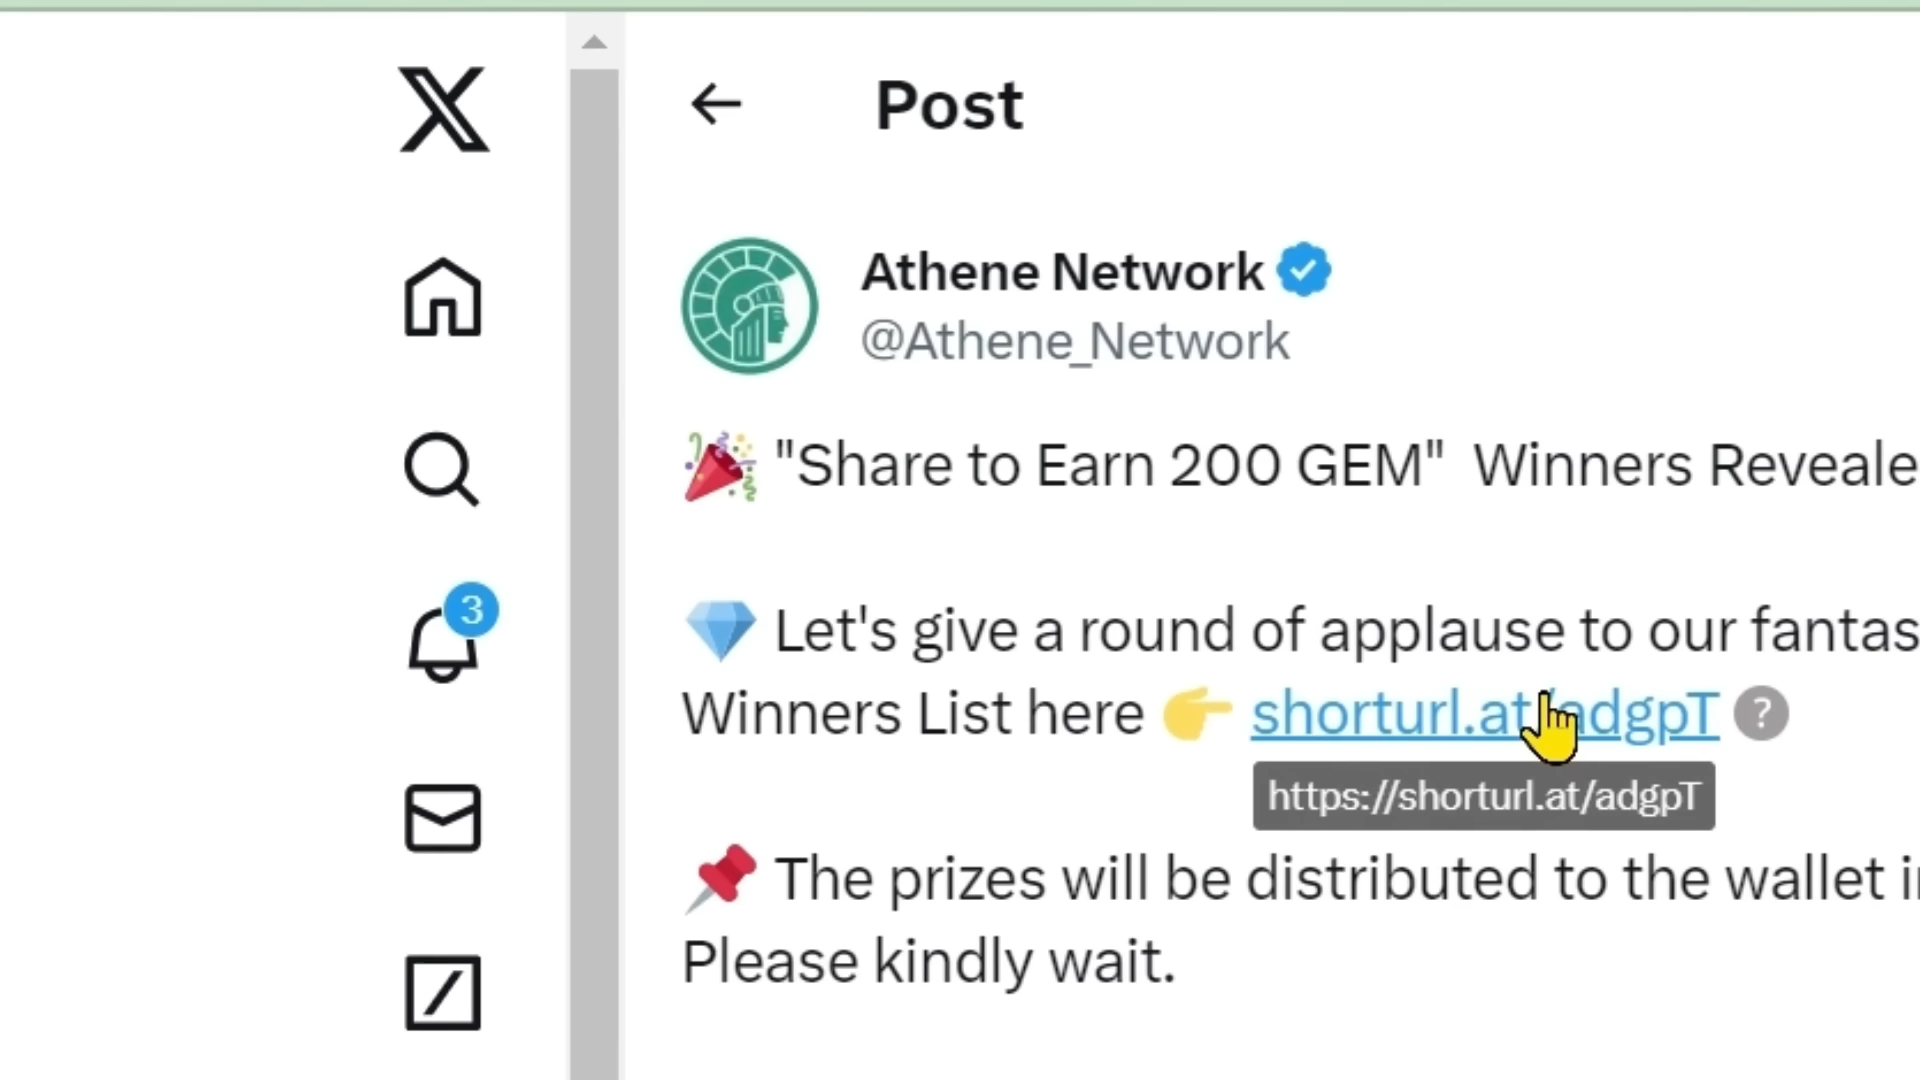 Post
Athene Network
@Athene_Network
"Share to Earn 200 GEM" Winners
3
Let's give a round of applause to our
Winners List here shorturl.at/adgpT ?
https://shorturl.at/adgpT
The prizes will be distributed to the wallet
Please kindly wait.